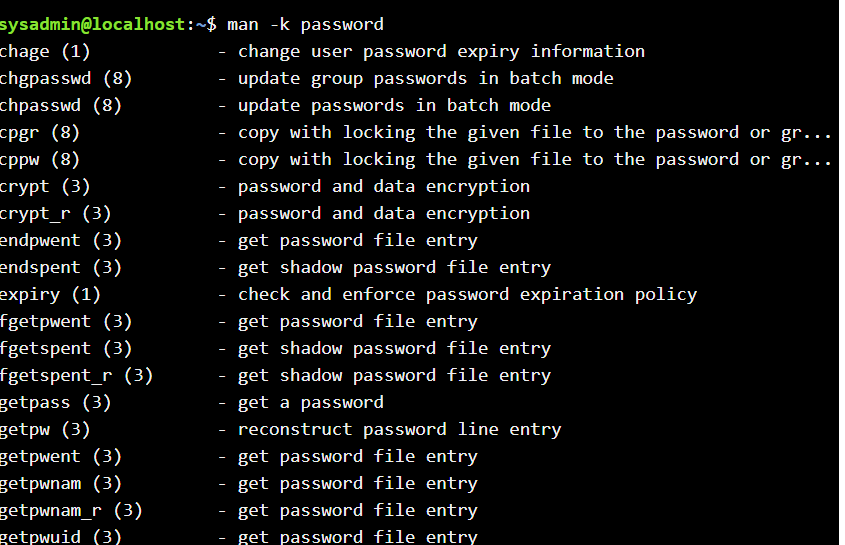 sysadmin@localhost:~$ man -k password
chage (1)            - change user password expiry information
chgpasswd (8)        - update group passwords in batch mode
chpasswd (8)         - update passwords in batch mode
cpgr (8)             - copy with locking the given file to the password or gr...
cppw (8)             - copy with locking the given file to the password or gr...
crypt (3)            - password and data encryption
crypt_r (3)          - password and data encryption
endpwent (3)         - get password file entry
endspent (3)         - get shadow password file entry
expiry (1)           - check and enforce password expiration policy
fgetpwent (3)        - get password file entry
fgetspent (3)        - get shadow password file entry
fgetspent_r (3)      - get shadow password file entry
getpass (3)          - get a password
getpw (3)            - reconstruct password line entry
getpwent (3)         - get password file entry
getpwnam (3)         - get password file entry
getpwnam_r (3)       - get password file entry
getpwuid (3)         - get password file entry